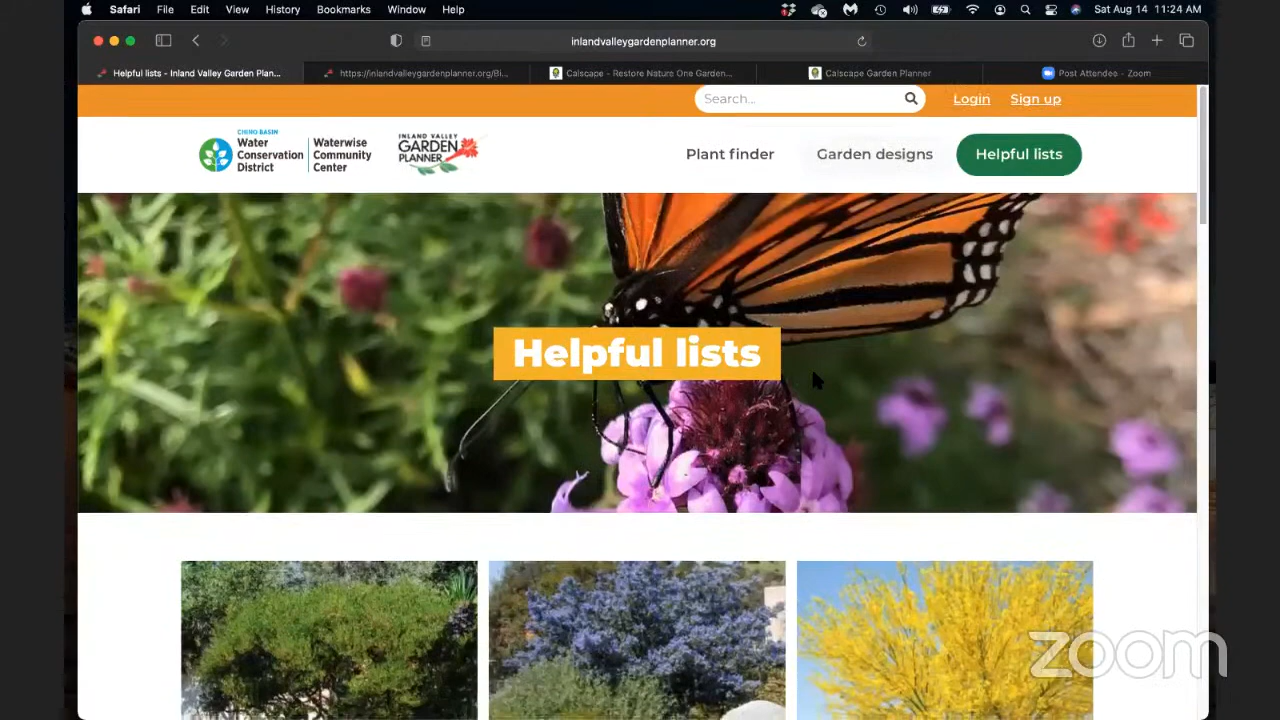 Safari File Edit View History Bookmarks Window Help
Sat Aug 14 11:24 AM
inlandvalleygardenplanner.org
Helpful lists - Inland Valley Garden Plan...
https://inlandvalleygardenplanner.org/Bi...
Calscape - Restore Nature One Garden...
Calscape Garden Planner
Post Attendee - Zoom
Search...
Login
Sign up
CHINO BASIN
Water
Conservation
District
Waterwise
Community
Center
INLAND VALLEY
GARDEN
PLANNER
Plant finder
Garden designs
Helpful lists
Helpful lists
zoom